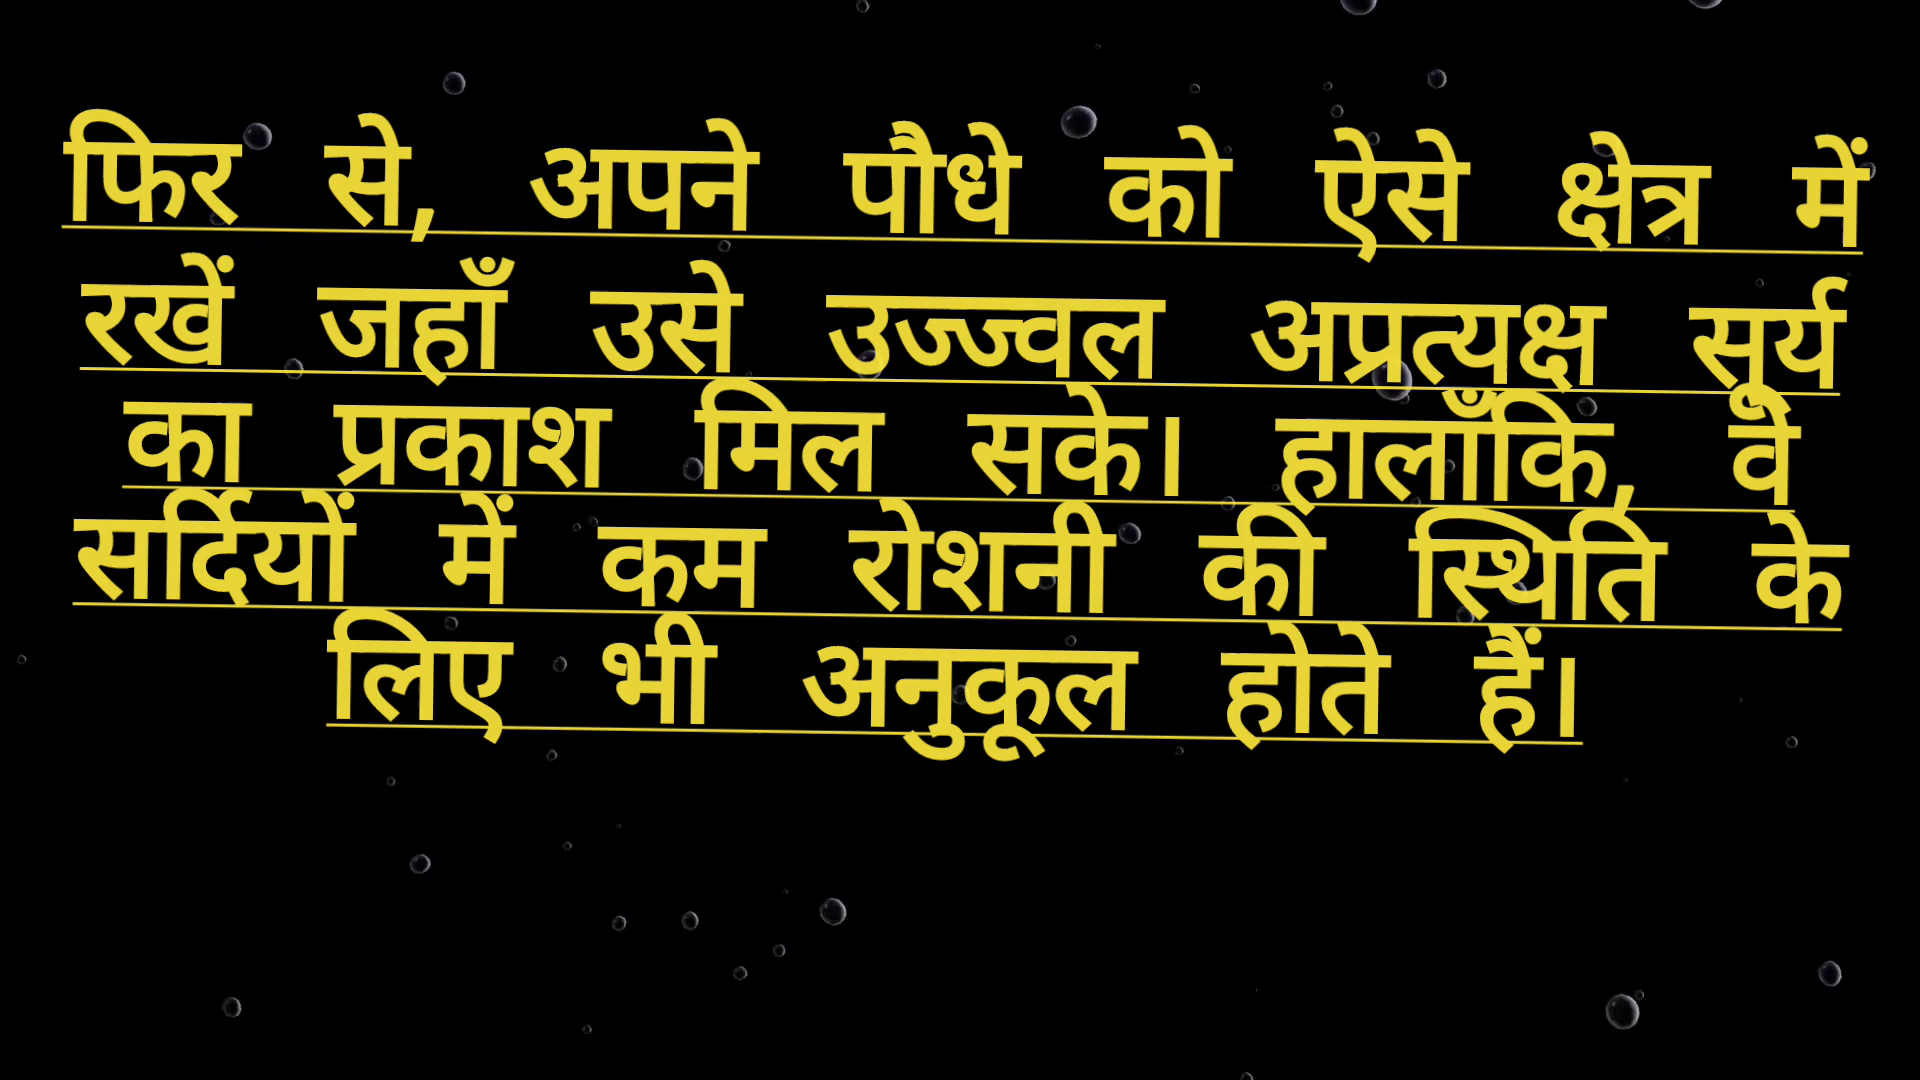 फिर से, अपने पौधे को ऐसे क्षेत्र में
रखें जहाँ उसे उज्ज्वल अप्रत्यक्ष सूर्य
का प्रकाश मिल सके। हालाँकि, वे
सर्दियों में कम रोशनी की स्थिति के
लिए भी अनुकूल होते हैं।